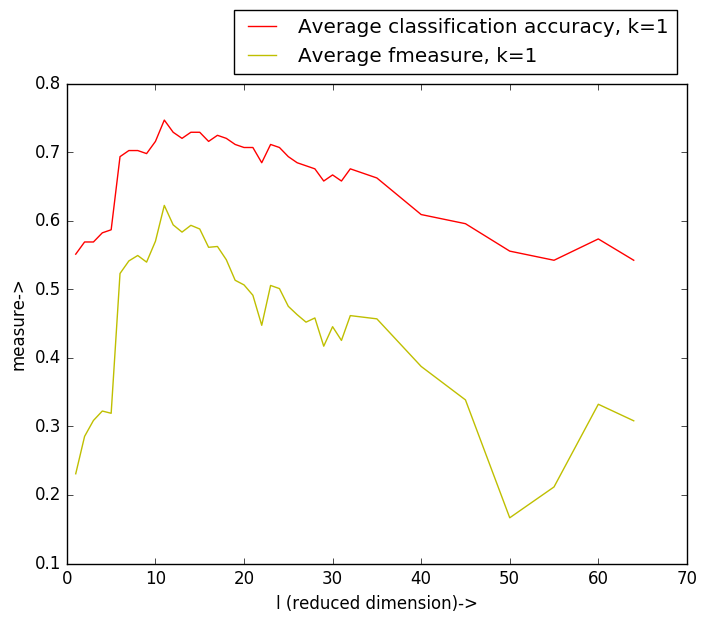 Average classification accuracy, k=1
Average fmeasure, k=1
0.8
0.7
0.6
0.5
0.4
0.3
0.2
0.1
measure->
0 10 20 30 40 50 60 70
l (reduced dimension)->